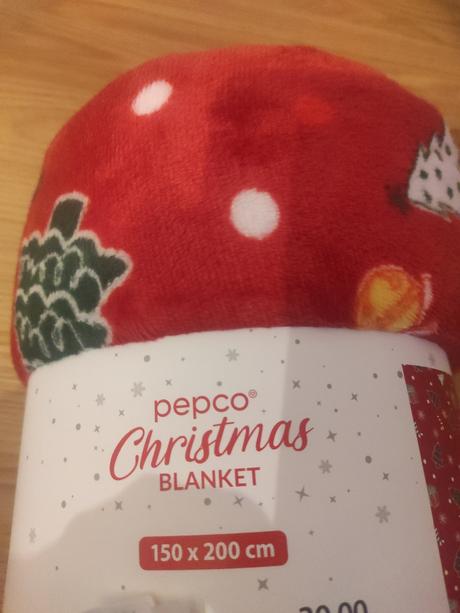 pepco®
Christmas
BLANKET
150 x 200 cm